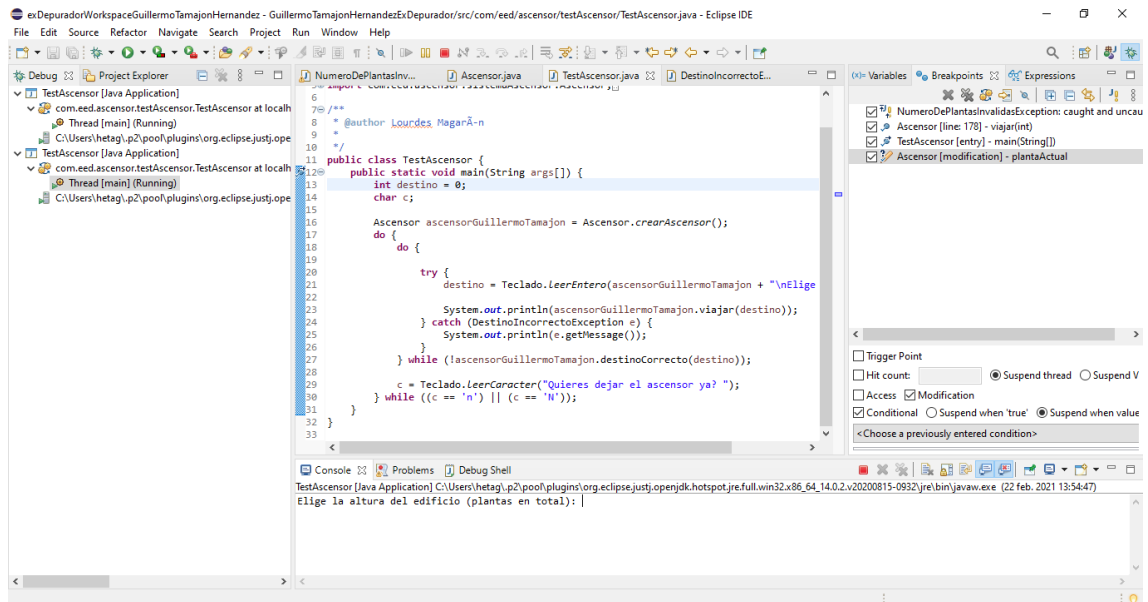 exDepuradorWorkspaceGuillermoTamajonHernandez - GuillermoTamajonHernandezExDepurador/src/com/eed/ascensor/testAscensor/TestAscensor.java - Eclipse IDE
File Edit Source Refactor Navigate Search Project Run Window Help
Debug Project Explorer
TestAscensor [Java Application]
com.eed.ascensor.testAscensor.TestAscensor at localh
Thread [main] (Running)
C:\Users\hetag\.p2\pool\plugins\org.eclipse.justj.ope
TestAscensor [Java Application]
com.eed.ascensor.testAscensor.TestAscensor at localh
Thread [main] (Running)
C:\Users\hetag\.p2\pool\plugins\org.eclipse.justj.ope
NumeroDePlantasInv... Ascensor.java TestAscensor.java DestinoIncorrectoE...
import com.eed.ascensor.sistemaAscensor.Ascensor;
6
7 /**
8 * @author Lourdes MagarÃ-n
9 *
10 */
11 public class TestAscensor {
12 public static void main(String args[]) {
13 int destino = 0;
14 char c;
15
16 Ascensor ascensorGuillermoTamajon = Ascensor.crearAscensor();
17 do {
18 do {
19
20 try {
21 destino = Teclado.leerEntero(ascensorGuillermoTamajon + "\nElige
22
23 System.out.println(ascensorGuillermoTamajon.viajar(destino));
24 } catch (DestinoIncorrectoException e) {
25 System.out.println(e.getMessage());
26 }
27 } while (!ascensorGuillermoTamajon.destinoCorrecto(destino));
28
29 c = Teclado.leerCaracter("Quieres dejar el ascensor ya? ");
30 } while ((c == 'n') || (c == 'N'));
31 }
32 }
33
(x)= Variables Breakpoints Expressions
NumeroDePlantasInvalidasException: caught and uncau
Ascensor [line: 178] - viajar(int)
TestAscensor [entry] - main(String[])
Ascensor [modification] - plantaActual
Trigger Point
Hit count: Suspend thread Suspend V
Access Modification
Conditional Suspend when 'true' Suspend when value
<Choose a previously entered condition>
Console Problems Debug Shell
TestAscensor [Java Application] C:\Users\hetag\.p2\pool\plugins\org.eclipse.justj.openjdk.hotspot.jre.full.win32.x86_64_14.0.2.v20200815-0932\jre\bin\javaw.exe (22 feb. 2021 13:54:47)
Elige la altura del edificio (plantas en total):